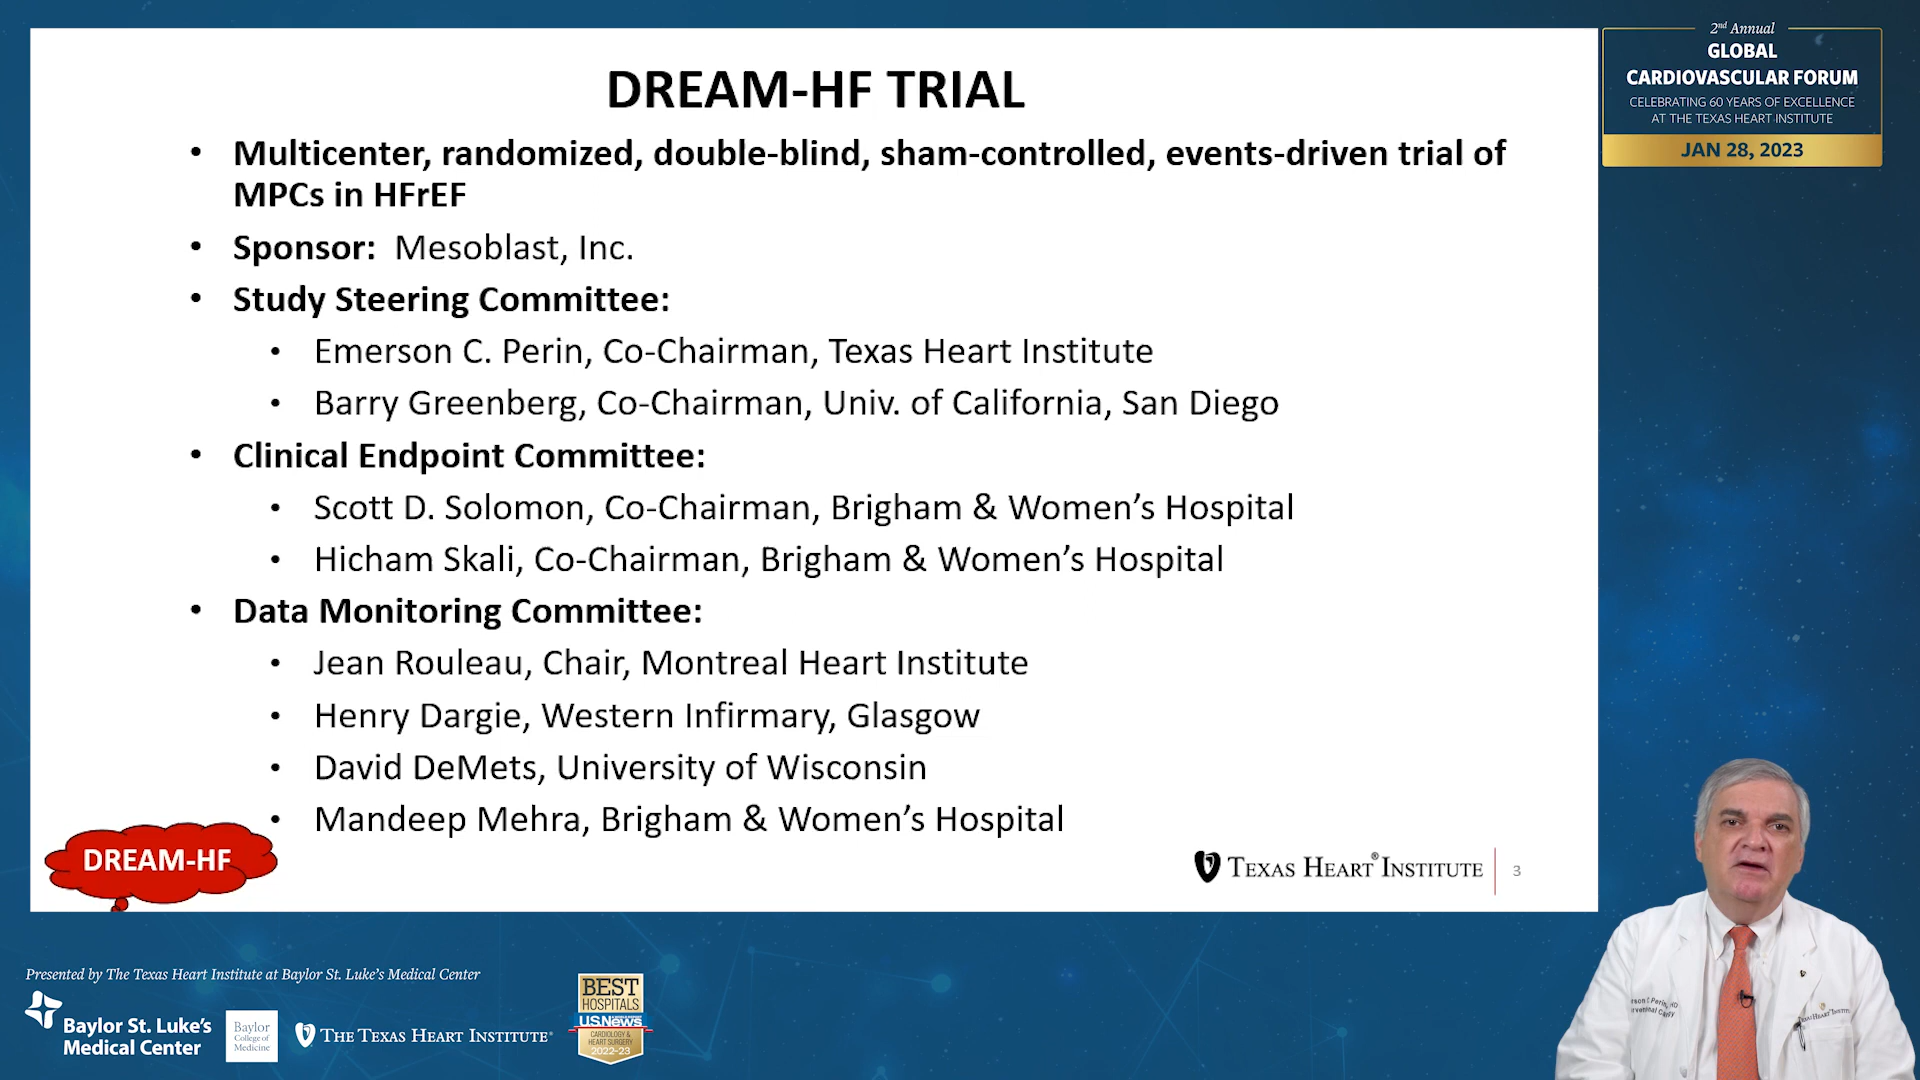 DREAM-HF TRIAL
• Multicenter, randomized, double-blind, sham-controlled, events-driven trial of
MPCs in HFrEF
• Sponsor: Mesoblast, Inc.
• Study Steering Committee:
• Emerson C. Perin, Co-Chairman, Texas Heart Institute
• Barry Greenberg, Co-Chairman, Univ. of California, San Diego
• Clinical Endpoint Committee:
• Scott D. Solomon, Co-Chairman, Brigham & Women’s Hospital
• Hicham Skali, Co-Chairman, Brigham & Women’s Hospital
• Data Monitoring Committee:
• Jean Rouleau, Chair, Montreal Heart Institute
• Henry Dargie, Western Infirmary, Glasgow
• David DeMets, University of Wisconsin
• Mandeep Mehra, Brigham & Women’s Hospital
DREAM-HF
TEXAS HEART® INSTITUTE
3
2nd Annual
GLOBAL
CARDIOVASCULAR FORUM
CELEBRATING 60 YEARS OF EXCELLENCE
AT THE TEXAS HEART INSTITUTE
JAN 28, 2023
Presented by The Texas Heart Institute at Baylor St. Luke’s Medical Center
Baylor St. Luke’s
Medical Center
Baylor
College of
Medicine
THE TEXAS HEART INSTITUTE®
BEST
HOSPITALS
U.S.News
CARDIOLOGY &
HEART SURGERY
2022-23